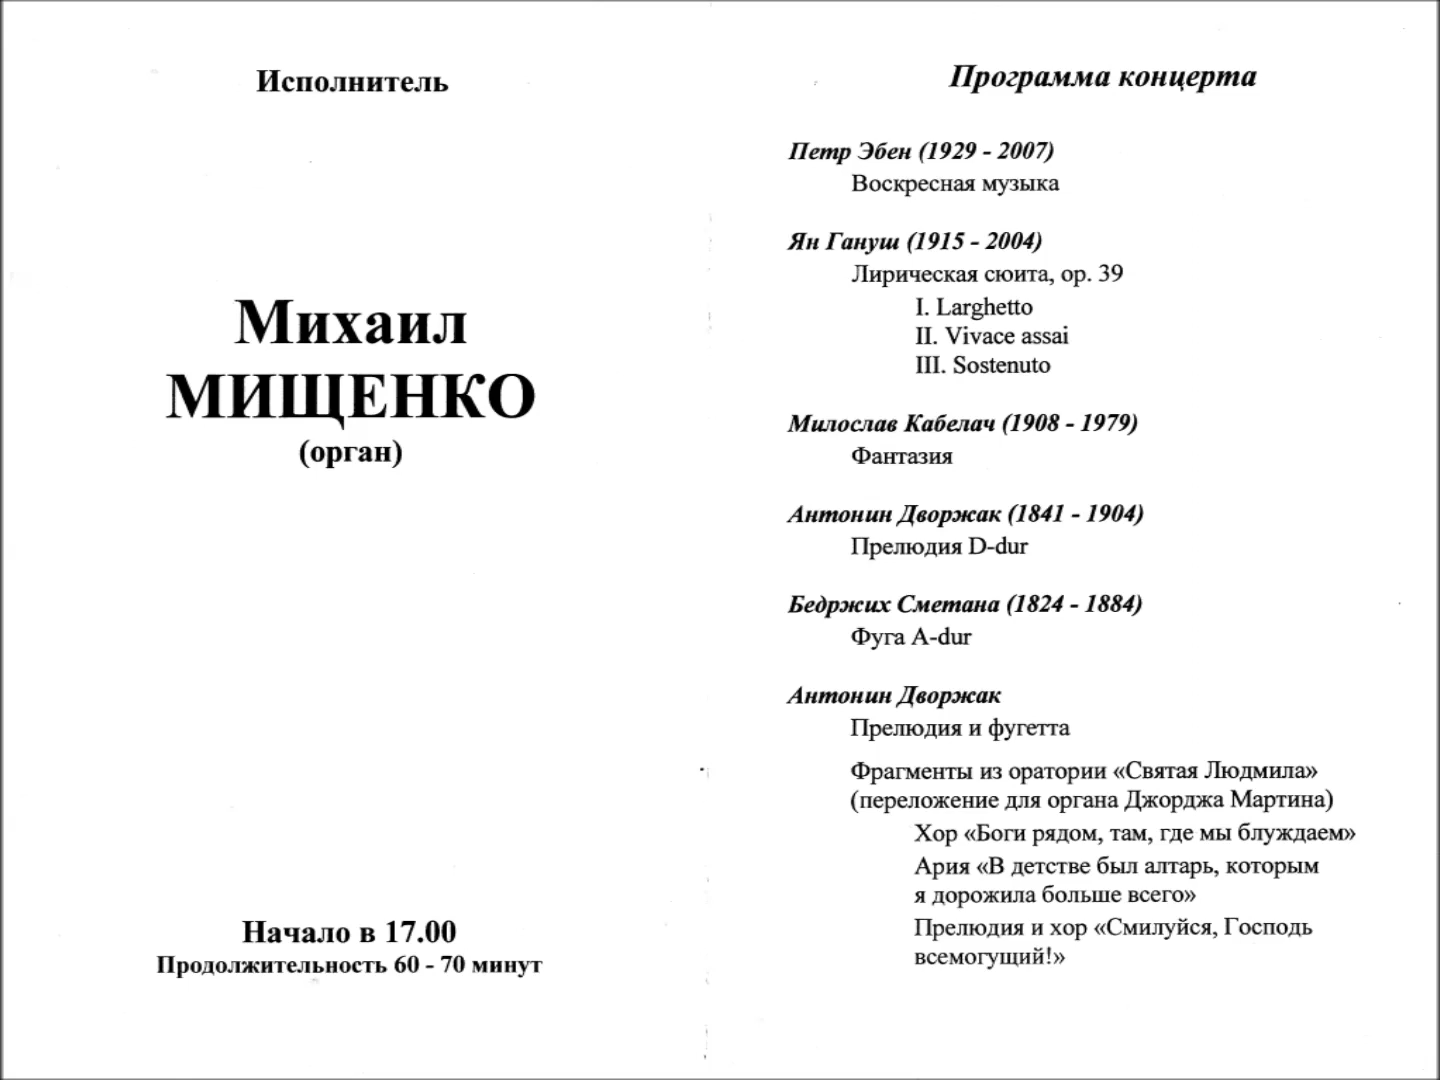 Исполнитель
Михаил
МИЩЕНКО
(орган)
Начало в 17.00
Продолжительность 60 - 70 минут
Программа концерта
Петр Эбен (1929 - 2007)
Воскресная музыка
Ян Гануш (1915 - 2004)
Лирическая сюита, ор. 39
I. Larghetto
II. Vivace assai
III. Sostenuto
Милослав Кабелач (1908 - 1979)
Фантазия
Антонин Дворжак (1841 - 1904)
Прелюдия D-dur
Бедржих Сметана (1824 - 1884)
Фуга A-dur
Антонин Дворжак
Прелюдия и фугетта
Фрагменты из оратории «Святая Людмила»
(переложение для органа Джорджа Мартина)
Хор «Боги рядом, там, где мы блуждаем»
Ария «В детстве был алтарь, которым
я дорожила больше всего»
Прелюдия и хор «Смилуйся, Господь
всемогущий!»